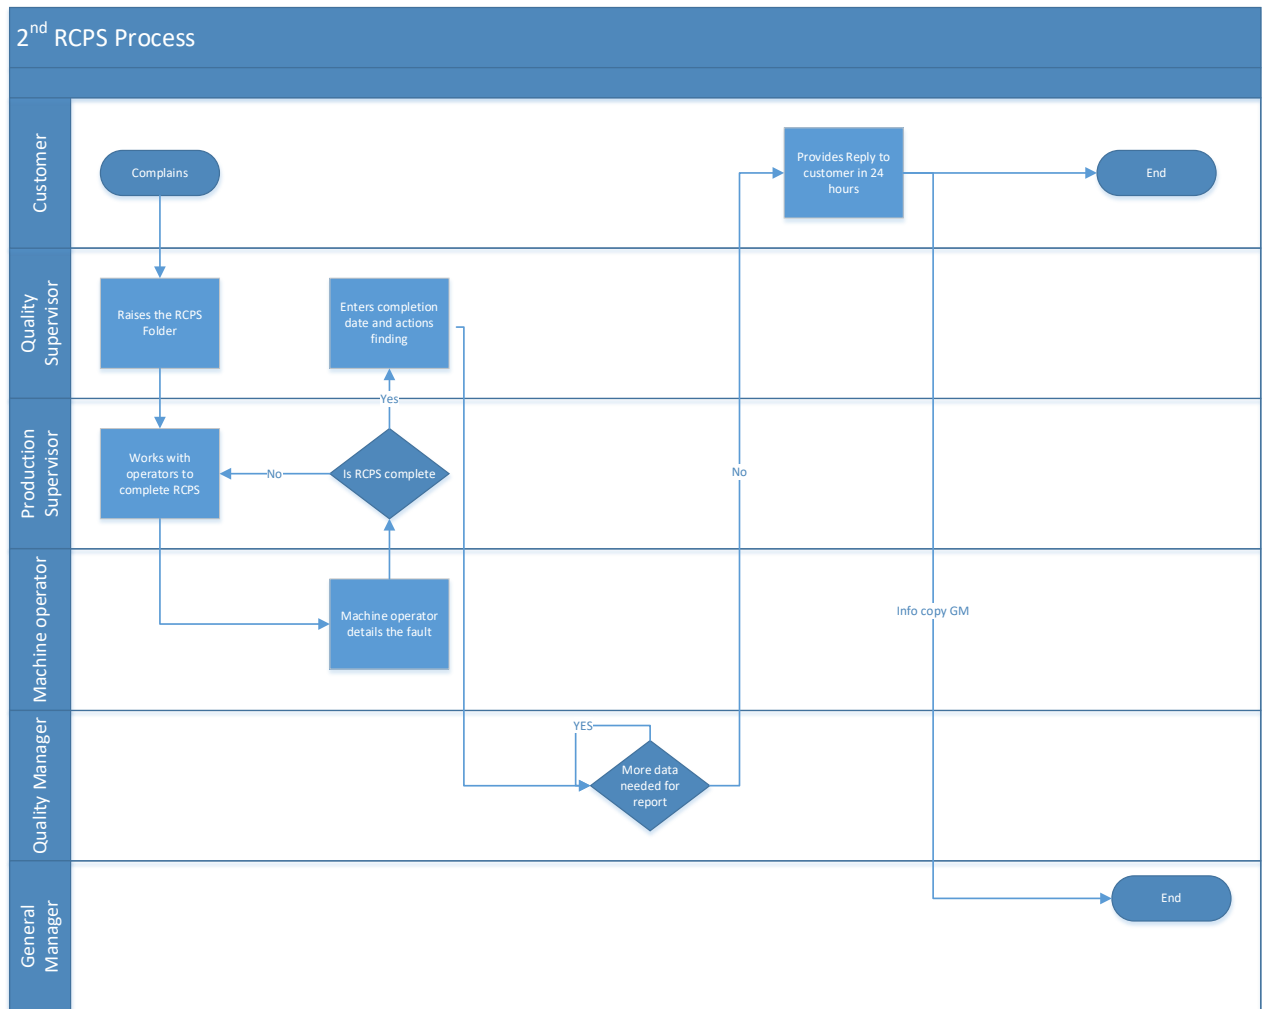 2nd RCPS Process
Customer
Complains
Provides Reply to
customer in 24
hours
End
Quality
Supervisor
Raises the RCPS
Folder
Enters completion
date and actions
finding
Yes
Production
Supervisor
Works with
operators to
complete RCPS
No
Is RCPS complete
No
Machine operator
Machine operator
details the fault
Info copy GM
Quality Manager
YES
More data
needed for
report
General
Manager
End